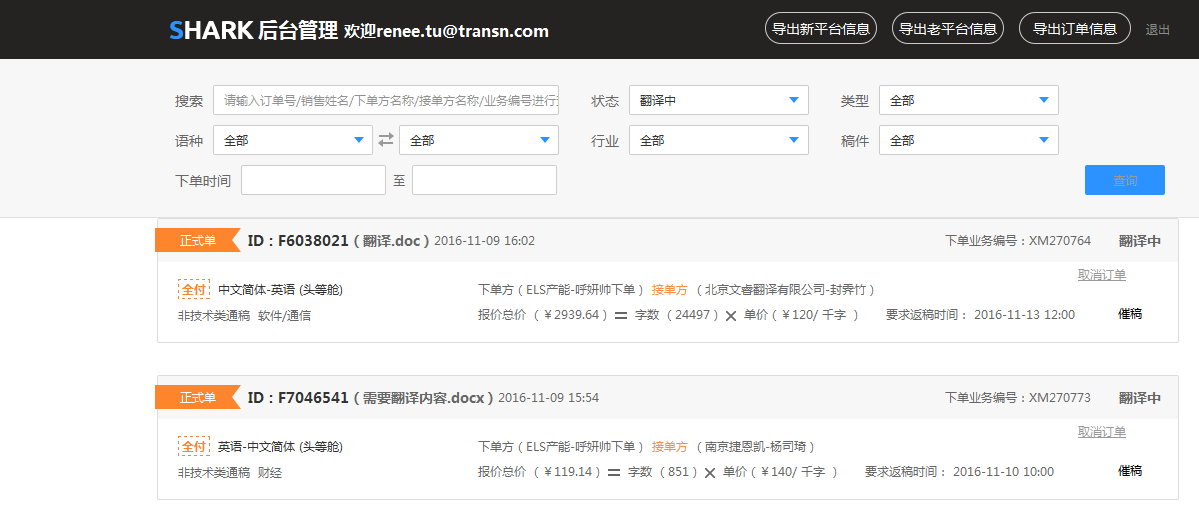 SHARK 后台管理 欢迎renee.tu@transn.com 导出新平台信息 导出老平台信息 导出订单信息 退出
搜索 请输入订单号/销售姓名/下单方名称/接单方名称/业务编号进行 状态 翻译中 类型 全部
语种 全部 全部 行业 全部 稿件 全部
下单时间 至 查询
正式单 ID：F6038021（翻译.doc）2016-11-09 16:02 下单业务编号：XM270764 翻译中
取消订单
全付 中文简体-英语 (头等舱) 下单方（ELS产能-呼妍帅下单） 接单方 （北京文睿翻译有限公司-封霁竹）
非技术类通稿 软件/通信 报价总价 （￥2939.64） = 字数 （24497） × 单价（￥120/ 千字 ） 要求返稿时间： 2016-11-13 12:00 催稿
正式单 ID：F7046541（需要翻译内容.docx）2016-11-09 15:54 下单业务编号：XM270773 翻译中
取消订单
全付 英语-中文简体 (头等舱) 下单方（ELS产能-呼妍帅下单） 接单方 （南京捷恩凯-杨司琦）
非技术类通稿 财经 报价总价 （￥119.14） = 字数 （851） × 单价（￥140/ 千字 ） 要求返稿时间： 2016-11-10 10:00 催稿